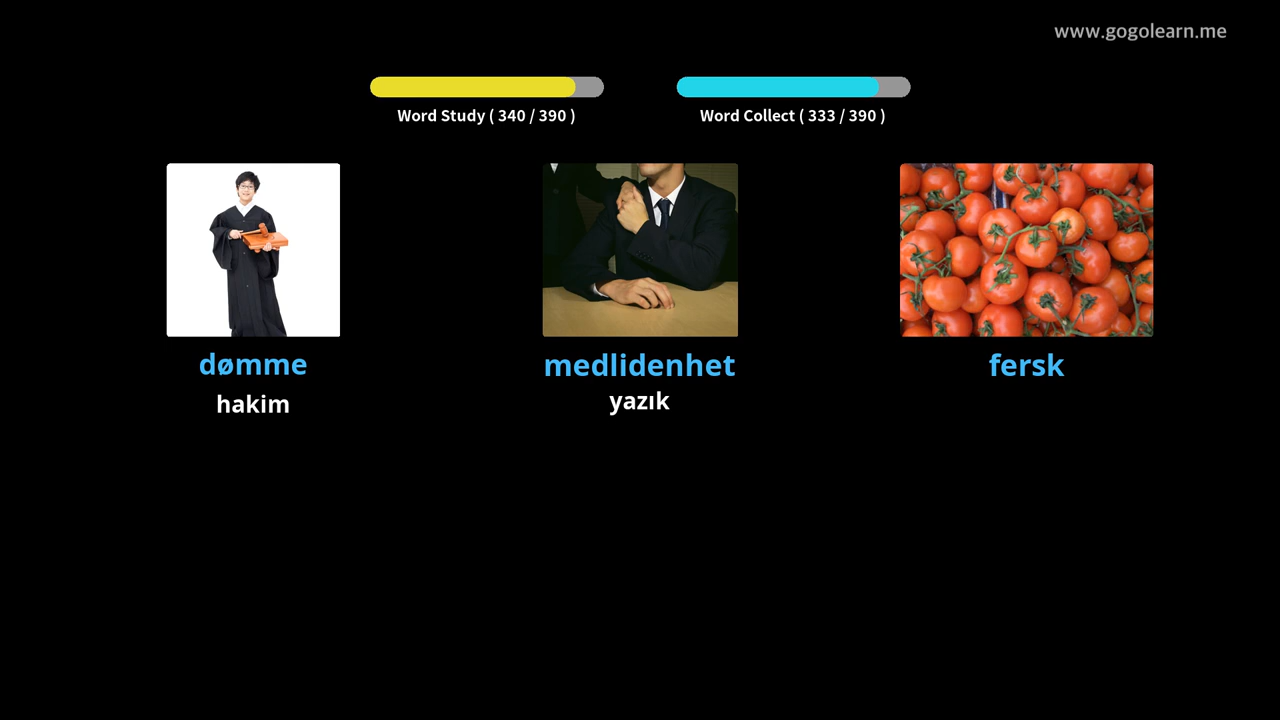 www.gogolearn.me
Word Study ( 340 / 390 )
Word Collect ( 333 / 390 )
dømme
hakim
medlidenhet
yazık
fersk